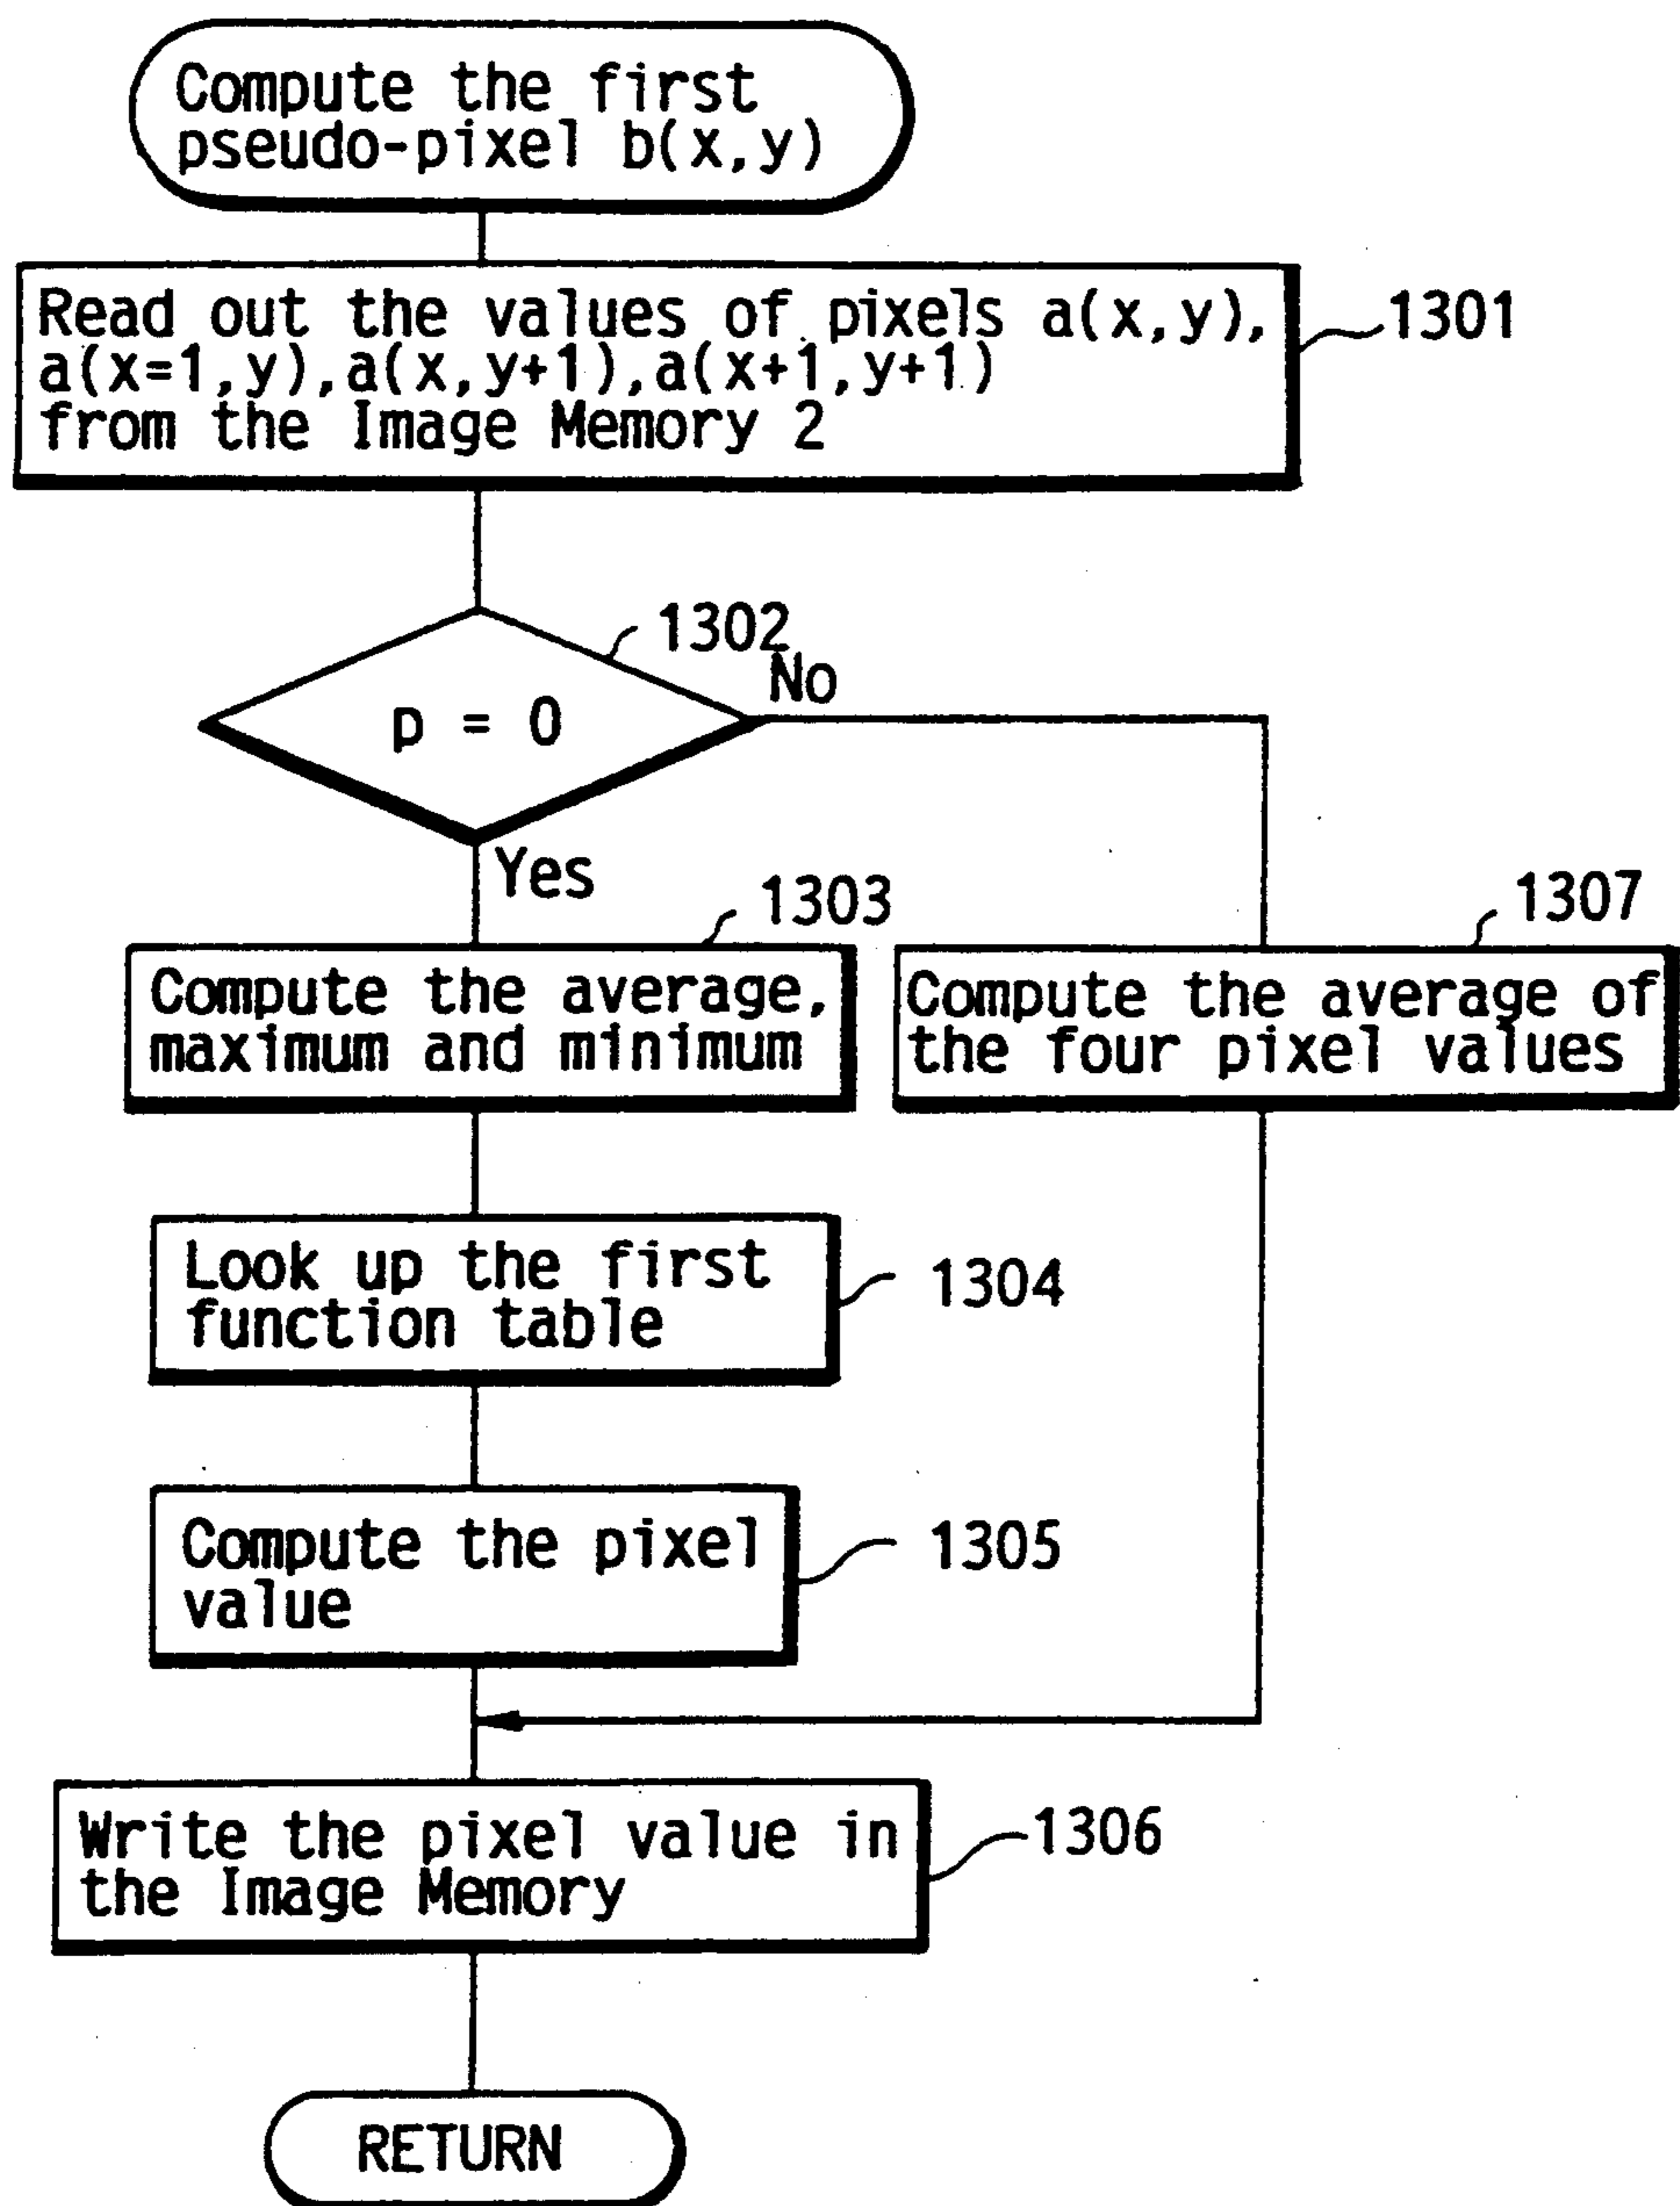 Compute the first
pseudo-pixel b(x,y)
Read out the values of pixels a(x,y),
a(x=1,y),a(x,y+1),a(x+1,y+1)
from the Image Memory 2
1301
1302
p = 0
No
Yes
1303
Compute the average,
maximum and minimum
1307
Compute the average of
the four pixel values
Look up the first
function table
1304
Compute the pixel
value
1305
Write the pixel value in
the Image Memory
1306
RETURN